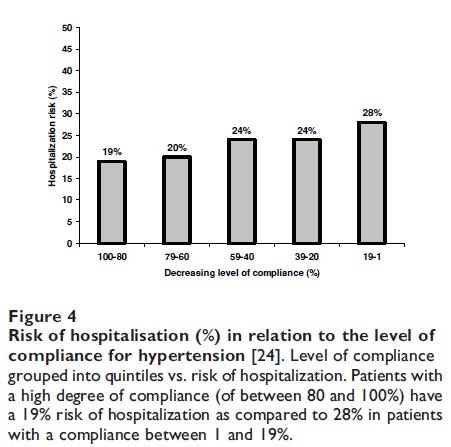 50
45
40
35
30
25
20
15
10
5
0
Hospitalization risk (%)
19%
20%
24%
24%
28%
100-80
79-60
59-40
39-20
19-1
Decreasing level of compliance (%)
Figure 4
Risk of hospitalisation (%) in relation to the level of
compliance for hypertension [24]. Level of compliance
grouped into quintiles vs. risk of hospitalization. Patients with
a high degree of compliance (of between 80 and 100%) have
a 19% risk of hospitalization as compared to 28% in patients
with a compliance between 1 and 19%.